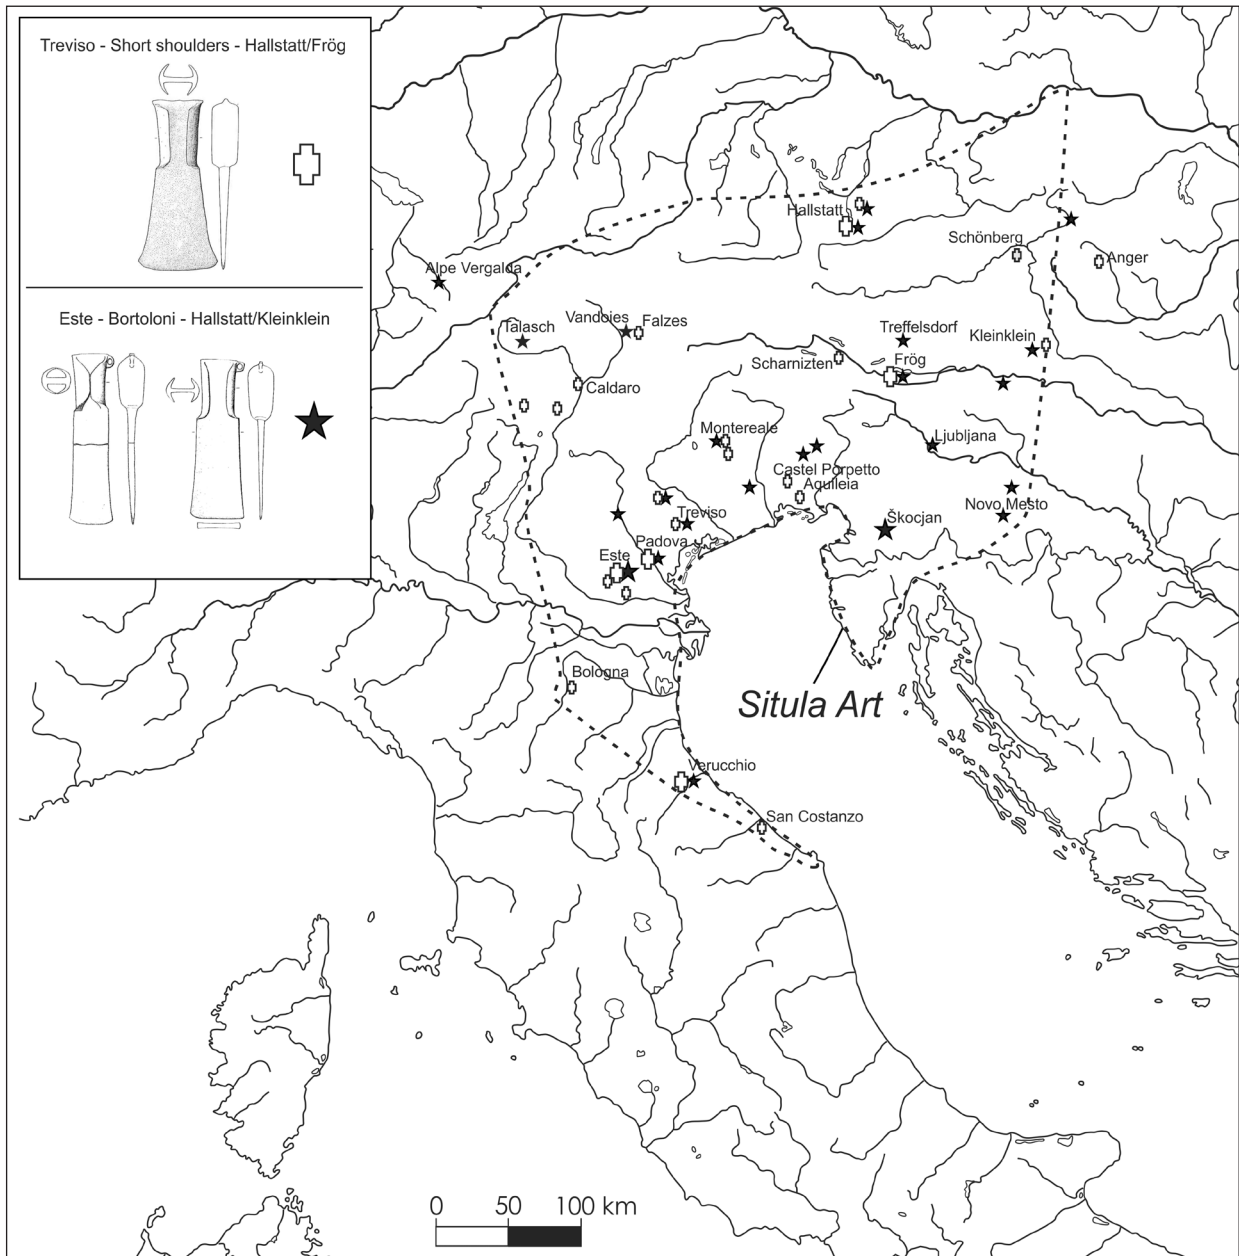 Treviso - Short shoulders - Hallstatt/Frög
Este - Bortoloni - Hallstatt/Kleinklein
Hallstatt
Schönberg
Anger
Alpe Vergalda
Talasch
Vandoies
Falzes
Treffelsdorf
Kleinklein
Scharnizten
Frög
Caldaro
Montereale
Ljubljana
Castel Porpetto
Aquileia
Treviso
Novo Mesto
Škocjan
Padova
Este
Bologna
Situla Art
Verucchio
San Costanzo
0 50 100 km